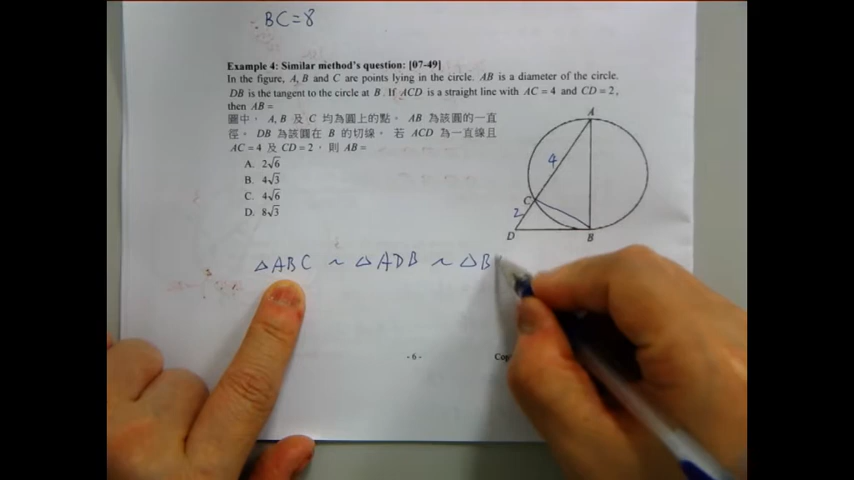 BC=8
Example 4: Similar method's question: [07-49]
In the figure, A, B and C are points lying in the circle. AB is a diameter of the circle.
DB is the tangent to the circle at B. If ACD is a straight line with AC = 4 and CD = 2,
then AB =
圖中， A, B 及 C 均為圓上的點。 AB 為該圓的一直
徑。 DB 為該圓在 B 的切線。 若 ACD 為一直線且
AC = 4 及 CD = 2 ， 則 AB =
A. 2√6
B. 4√3
C. 4√6
D. 8√3
A
4
C
2
D
B
△ABC ~ △ADB ~ △B
- 6 -